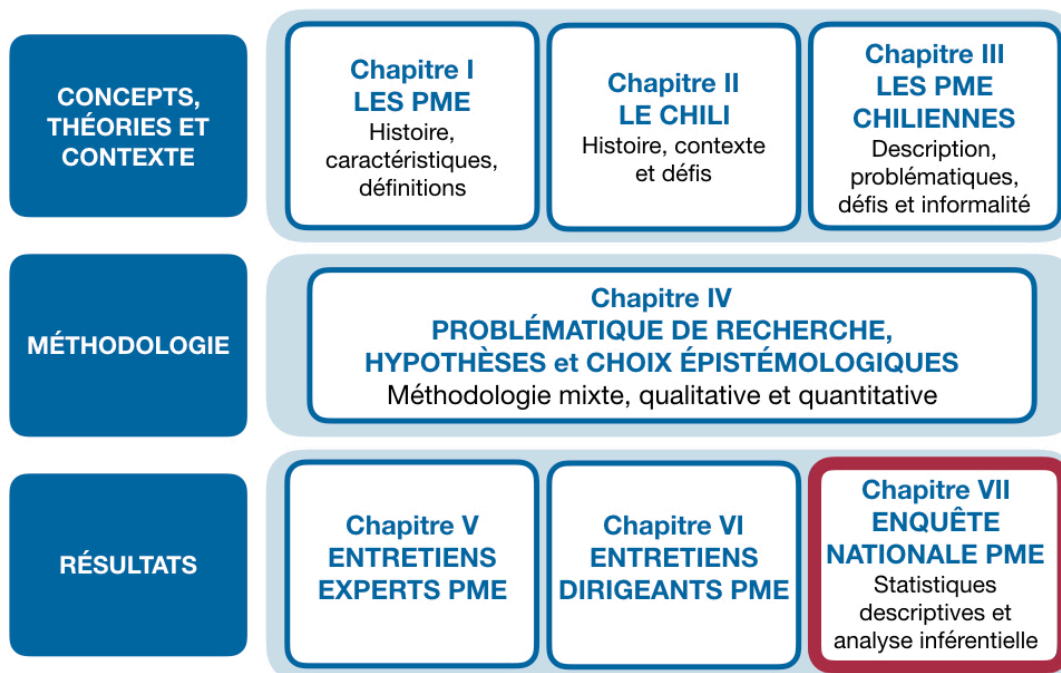 CONCEPTS,
THÉORIES ET
CONTEXTE
Chapitre I
LES PME
Histoire,
caractéristiques,
définitions
Chapitre II
LE CHILI
Histoire, contexte
et défis
Chapitre III
LES PME
CHILIENNES
Description,
problématiques,
défis et informalité
MÉTHODOLOGIE
Chapitre IV
PROBLÉMATIQUE DE RECHERCHE,
HYPOTHÈSES et CHOIX ÉPISTÉMOLOGIQUES
Méthodologie mixte, qualitative et quantitative
RÉSULTATS
Chapitre V
ENTRETIENS
EXPERTS PME
Chapitre VI
ENTRETIENS
DIRIGEANTS PME
Chapitre VII
ENQUÊTE
NATIONALE PME
Statistiques
descriptives et
analyse inférentielle